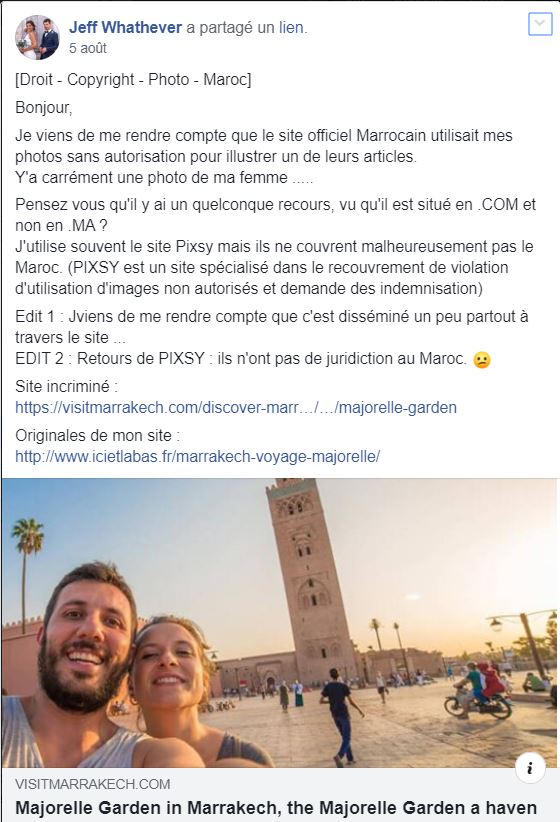 Jeff Whathever a partagé un lien.
5 août
[Droit - Copyright - Photo - Maroc]
Bonjour,
Je viens de me rendre compte que le site officiel Marrocain utilisait mes
photos sans autorisation pour illustrer un de leurs articles.
Y'a carrément une photo de ma femme .....
Pensez vous qu'il y ai un quelconque recours, vu qu'il est situé en .COM et
non en .MA ?
J'utilise souvent le site Pixsy mais ils ne couvrent malheureusement pas le
Maroc. (PIXSY est un site spécialisé dans le recouvrement de violation
d'utilisation d'images non autorisés et demande des indemnisation)
Edit 1 : Jviens de me rendre compte que c'est disséminé un peu partout à
travers le site ...
EDIT 2 : Retours de PIXSY : ils n'ont pas de juridiction au Maroc. 😕
Site incriminé :
https://visitmarrakech.com/discover-marr…/…/majorelle-garden
Originales de mon site :
http://www.icietlabas.fr/marrakech-voyage-majorelle/
i
VISITMARRAKECH.COM
Majorelle Garden in Marrakech, the Majorelle Garden a haven